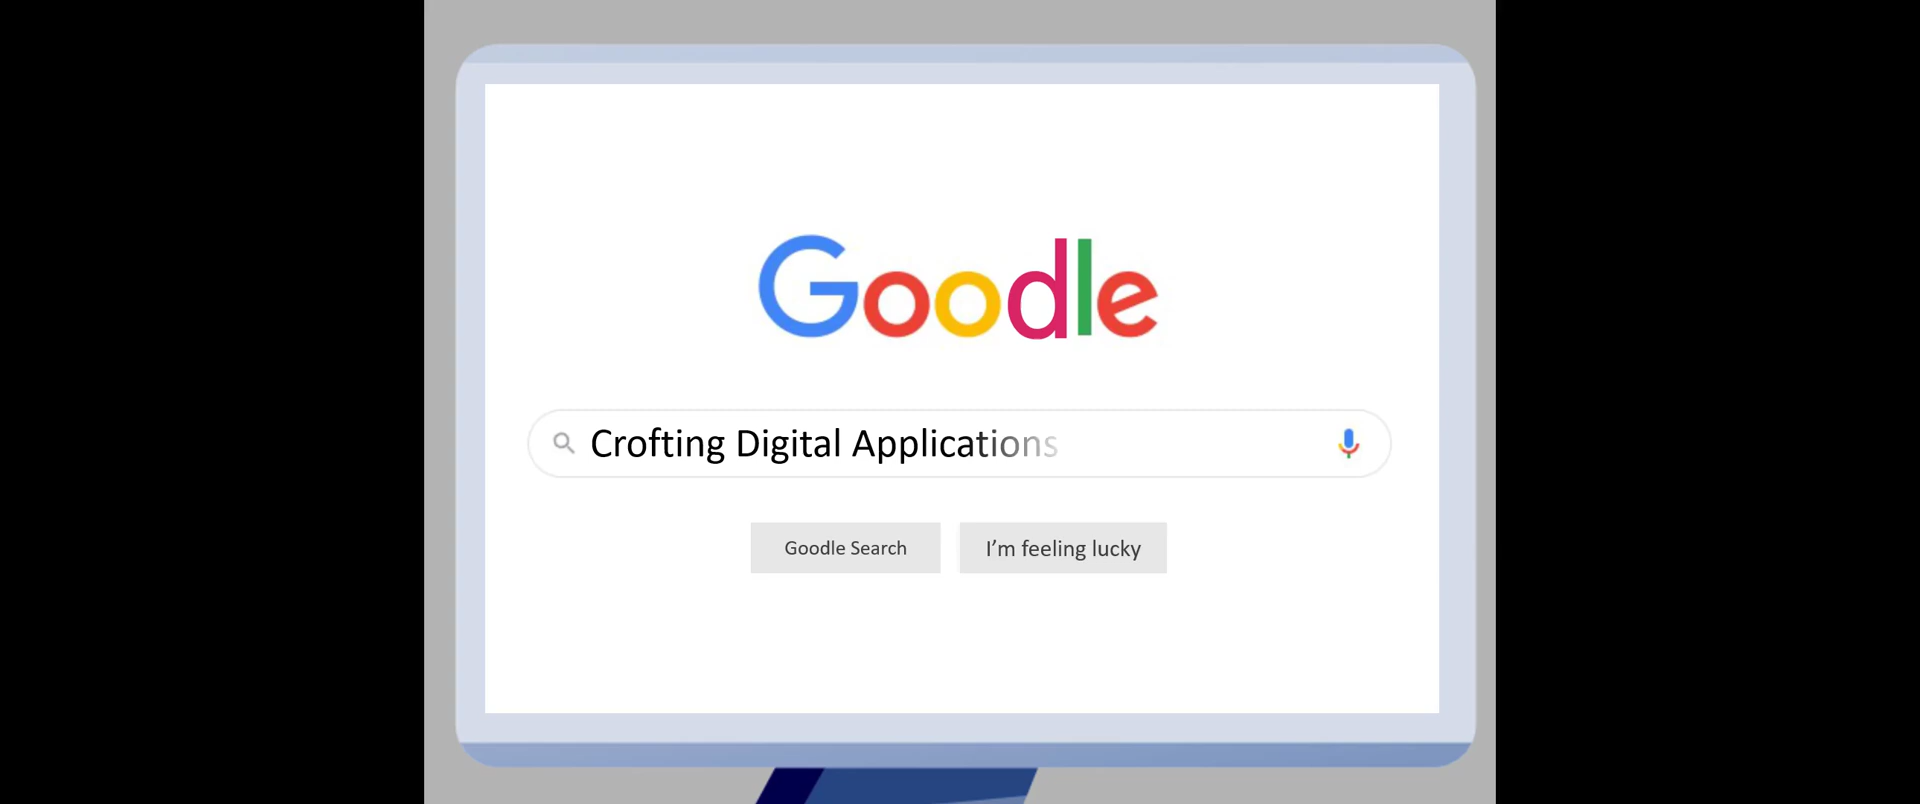 Goodle
Crofting Digital Applications
Goodle Search
I'm feeling lucky